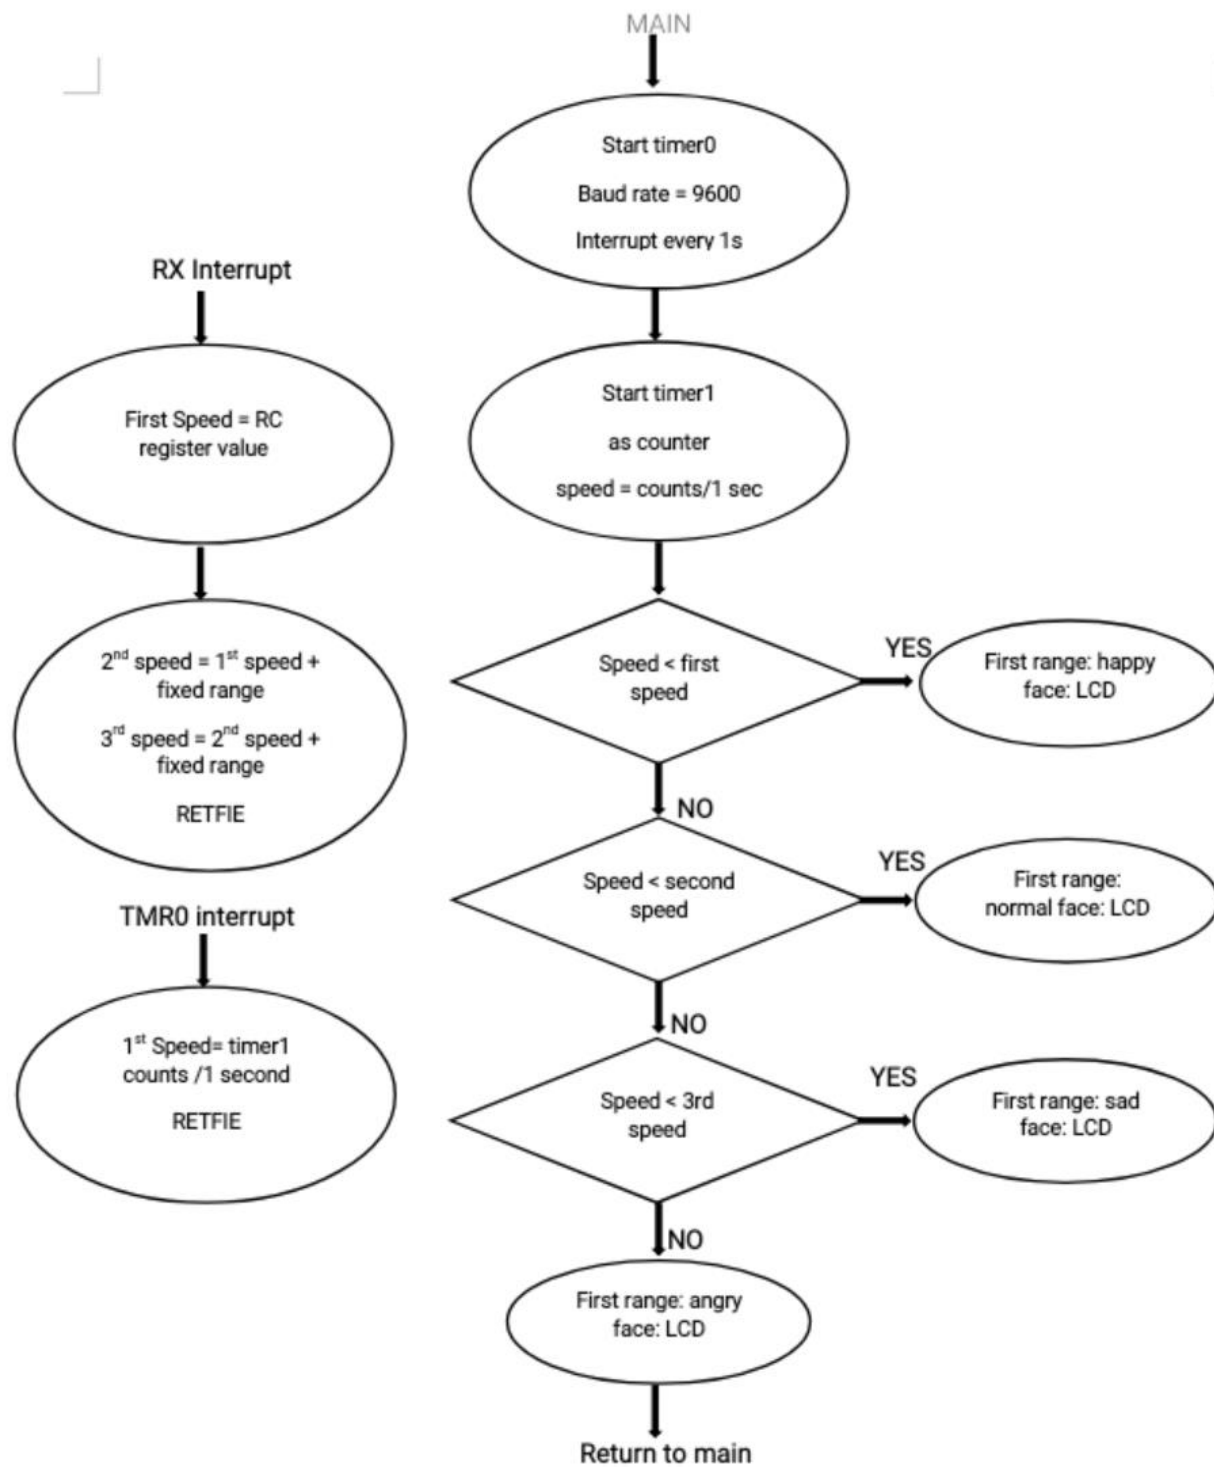 MAIN
Start timer0
Baud rate = 9600
Interrupt every 1s
Start timer1
as counter
speed = counts/1 sec
Speed < first
speed
YES
First range: happy
face: LCD
NO
Speed < second
speed
YES
First range:
normal face: LCD
NO
Speed < 3rd
speed
YES
First range: sad
face: LCD
NO
First range: angry
face: LCD
Return to main
RX Interrupt
First Speed = RC
register value
2nd speed = 1st speed +
fixed range
3rd speed = 2nd speed +
fixed range
RETFIE
TMR0 interrupt
1st Speed= timer1
counts /1 second
RETFIE